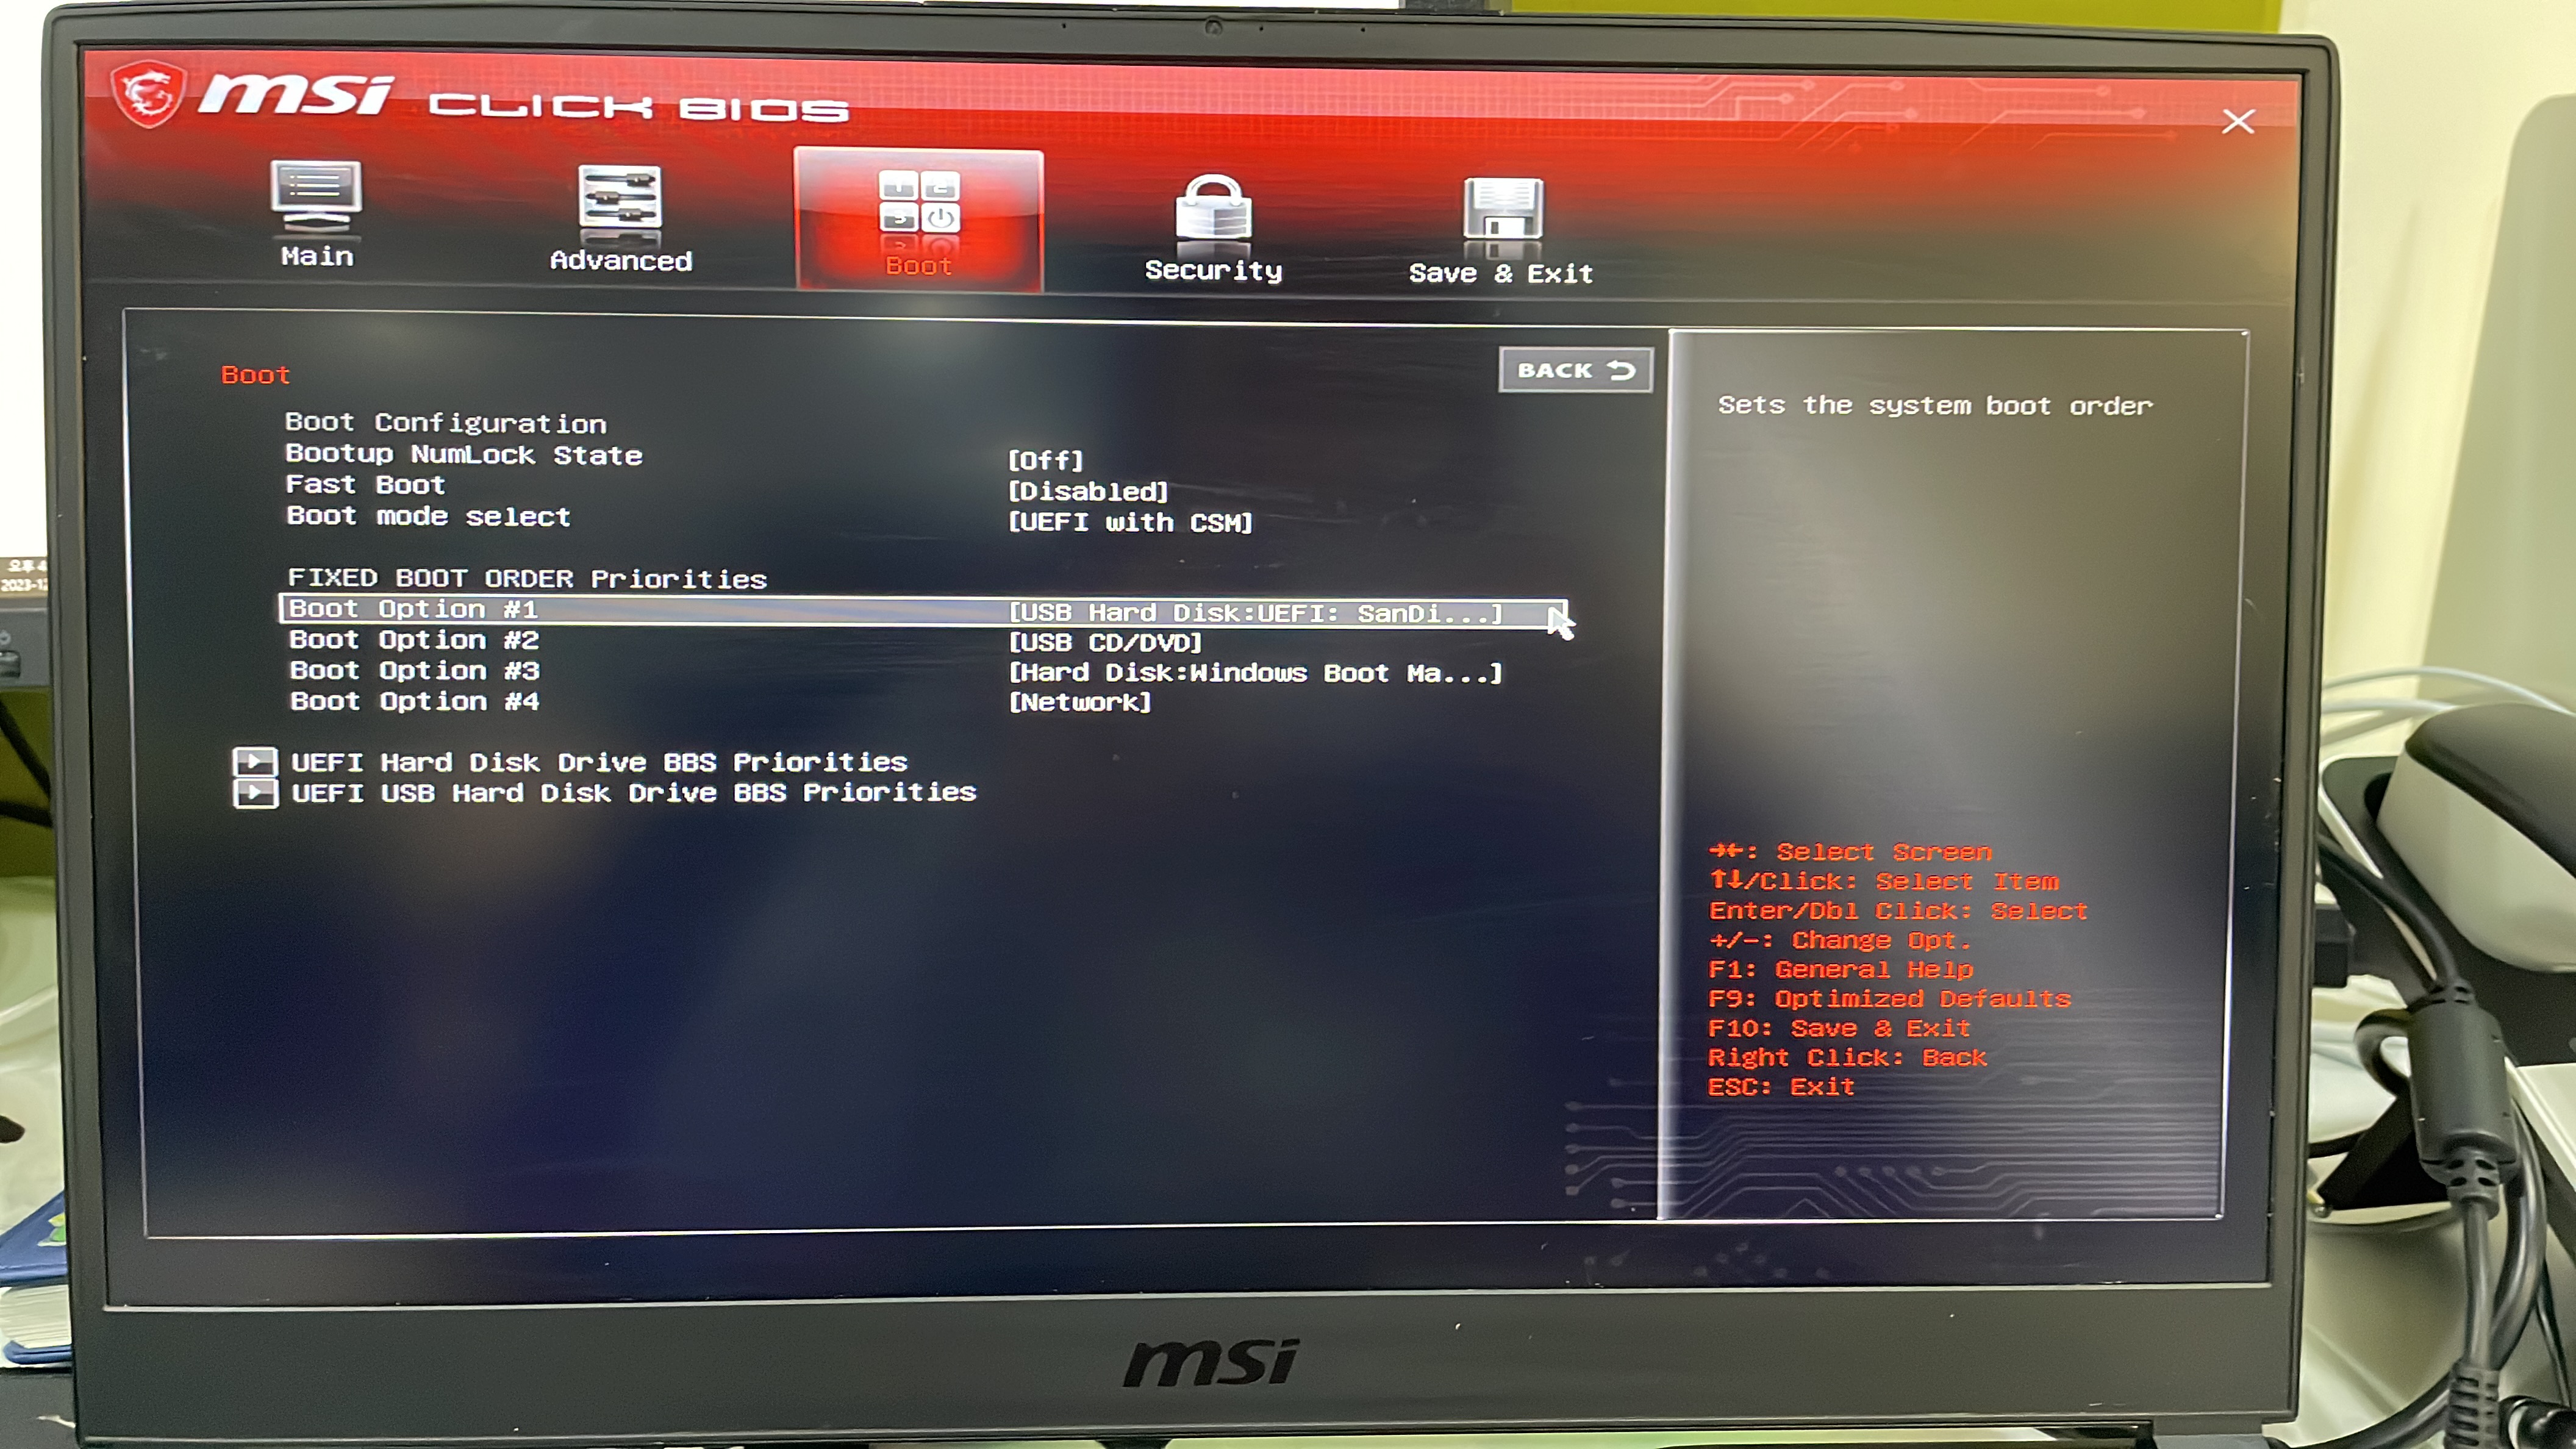 msi CLICK BIOS
Main
Advanced
Boot
Security
Save & Exit
Boot
BACK
Boot Configuration
Bootup NumLock State [Off]
Fast Boot [Disabled]
Boot mode select [UEFI with CSM]
FIXED BOOT ORDER Priorities
Boot Option #1 [USB Hard Disk:UEFI: SanDi...]
Boot Option #2 [USB CD/DVD]
Boot Option #3 [Hard Disk:Windows Boot Ma...]
Boot Option #4 [Network]
UEFI Hard Disk Drive BBS Priorities
UEFI USB Hard Disk Drive BBS Priorities
Sets the system boot order
→←: Select Screen
↑↓/Click: Select Item
Enter/Dbl Click: Select
+/-: Change Opt.
F1: General Help
F9: Optimized Defaults
F10: Save & Exit
Right Click: Back
ESC: Exit
오후 4
2023-12
msi